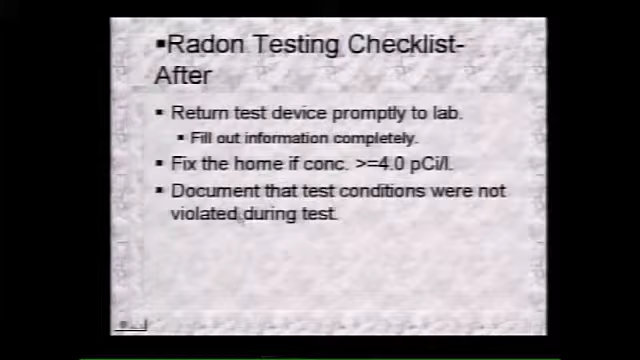 ▪Radon Testing Checklist-
After
▪ Return test device promptly to lab.
▪ Fill out information completely.
▪ Fix the home if conc. >=4.0 pCi/l.
▪ Document that test conditions were not
violated during test.